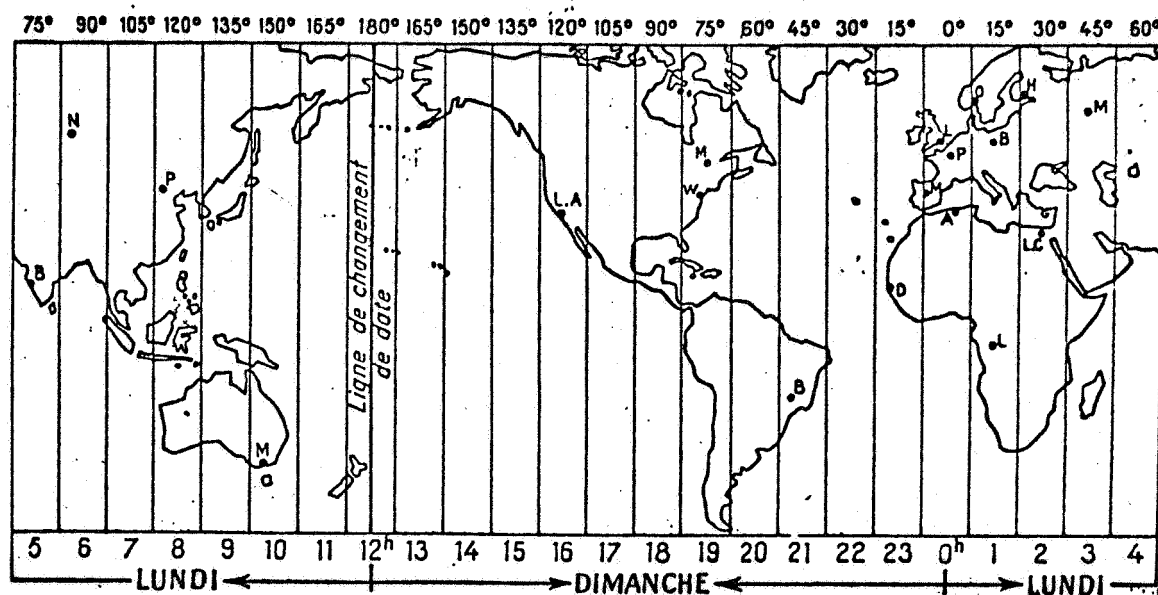 75° 90° 105° 120° 135° 150° 165° 180° 165° 150° 135° 120° 105° 90° 75° 60° 45° 30° 15° 0° 15° 30° 45° 60°
O H
N M M L B
P M P
W M
L.A A
L.C
B D
L
B
M
Ligne de changement
de date
5 6 7 8 9 10 11 12h 13 14 15 16 17 18 19 20 21 22 23 0h 1 2 3 4
LUNDI DIMANCHE LUNDI